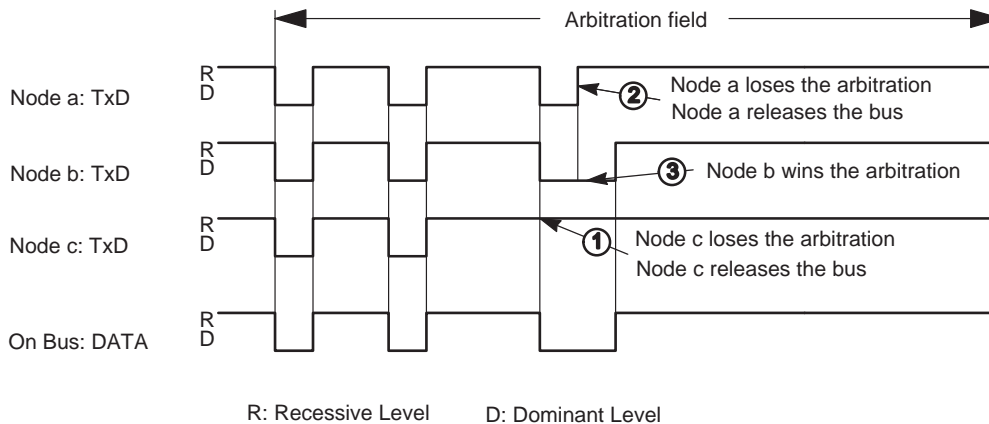 Arbitration field
Node a: TxD
R
D
② Node a loses the arbitration
Node a releases the bus
Node b: TxD
R
D
③ Node b wins the arbitration
Node c: TxD
R
D
① Node c loses the arbitration
Node c releases the bus
On Bus: DATA
R
D
R: Recessive Level D: Dominant Level